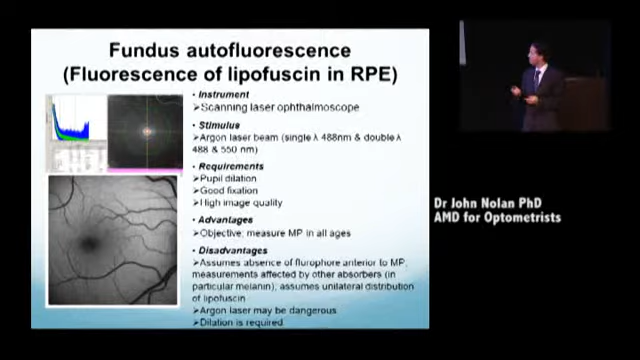 Fundus autofluorescence
(Fluorescence of lipofuscin in RPE)
• Instrument
➢Scanning laser ophthalmoscope
• Stimulus
➢Argon laser beam (single λ 488nm & double λ
488 & 550 nm)
• Requirements
➢Pupil dilation
➢Good fixation
➢High image quality
• Advantages
➢Objective; measure MP in all ages
• Disadvantages
➢Assumes absence of flurophore anterior to MP;
measurements affected by other absorbers (in
particular melanin); assumes unilateral distribution
of lipofuscin
➢Argon laser may be dangerous
➢Dilation is required
Dr John Nolan PhD
AMD for Optometrists